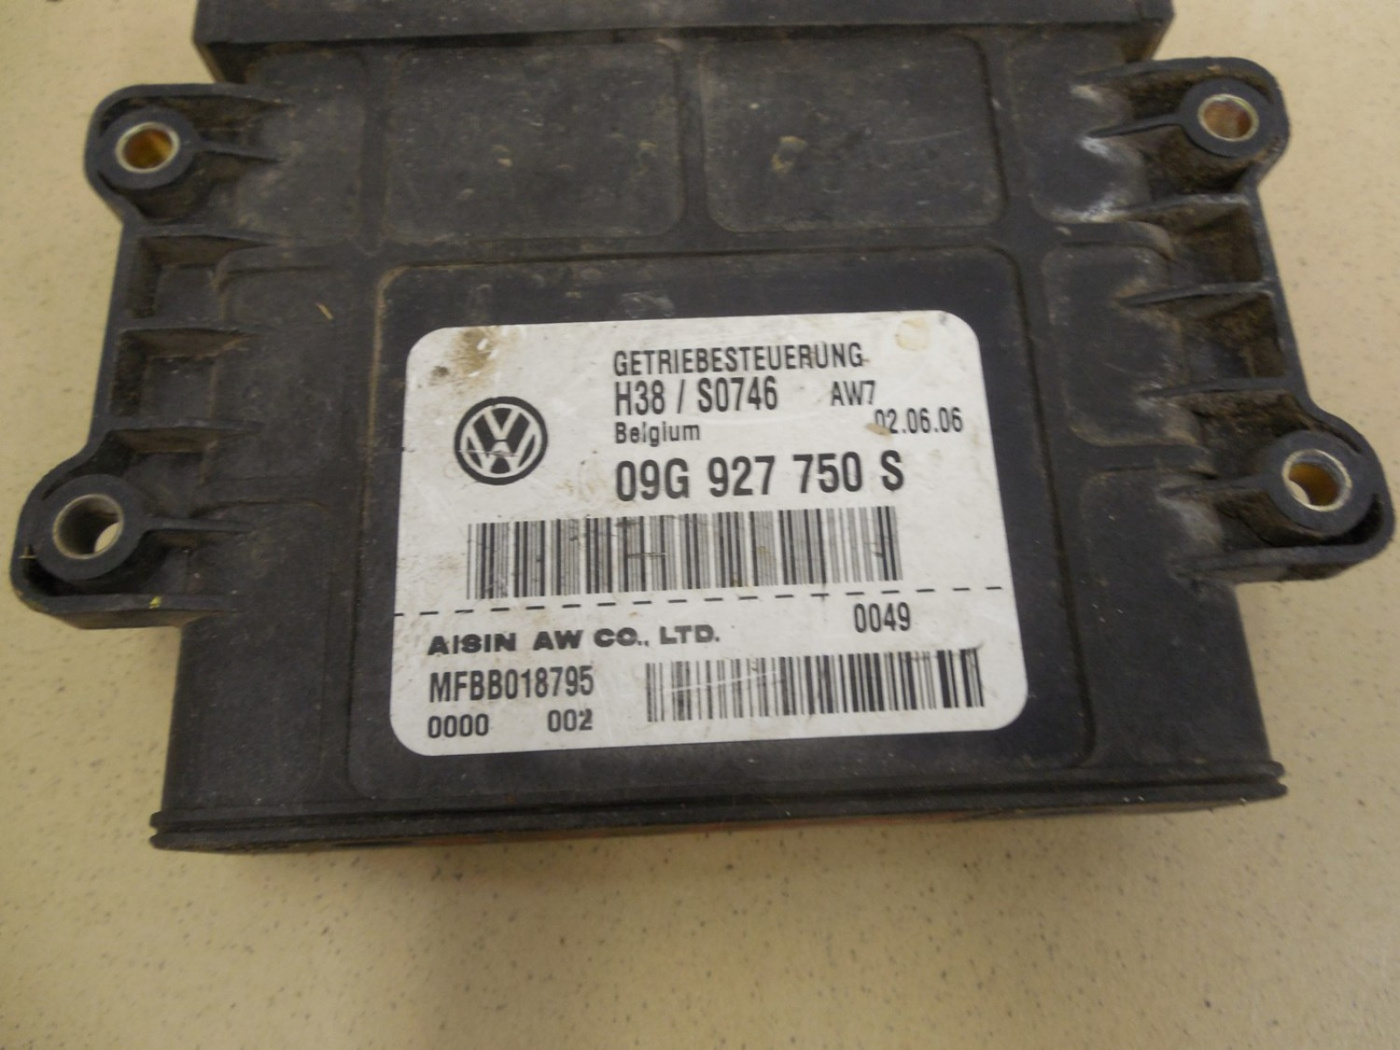 GETRIEBESTEUERUNG
H38 / S0746 AW7
Belgium 02.06.06
09G 927 750 S
AISIN AW CO., LTD. 0049
MFBB018795
0000 002